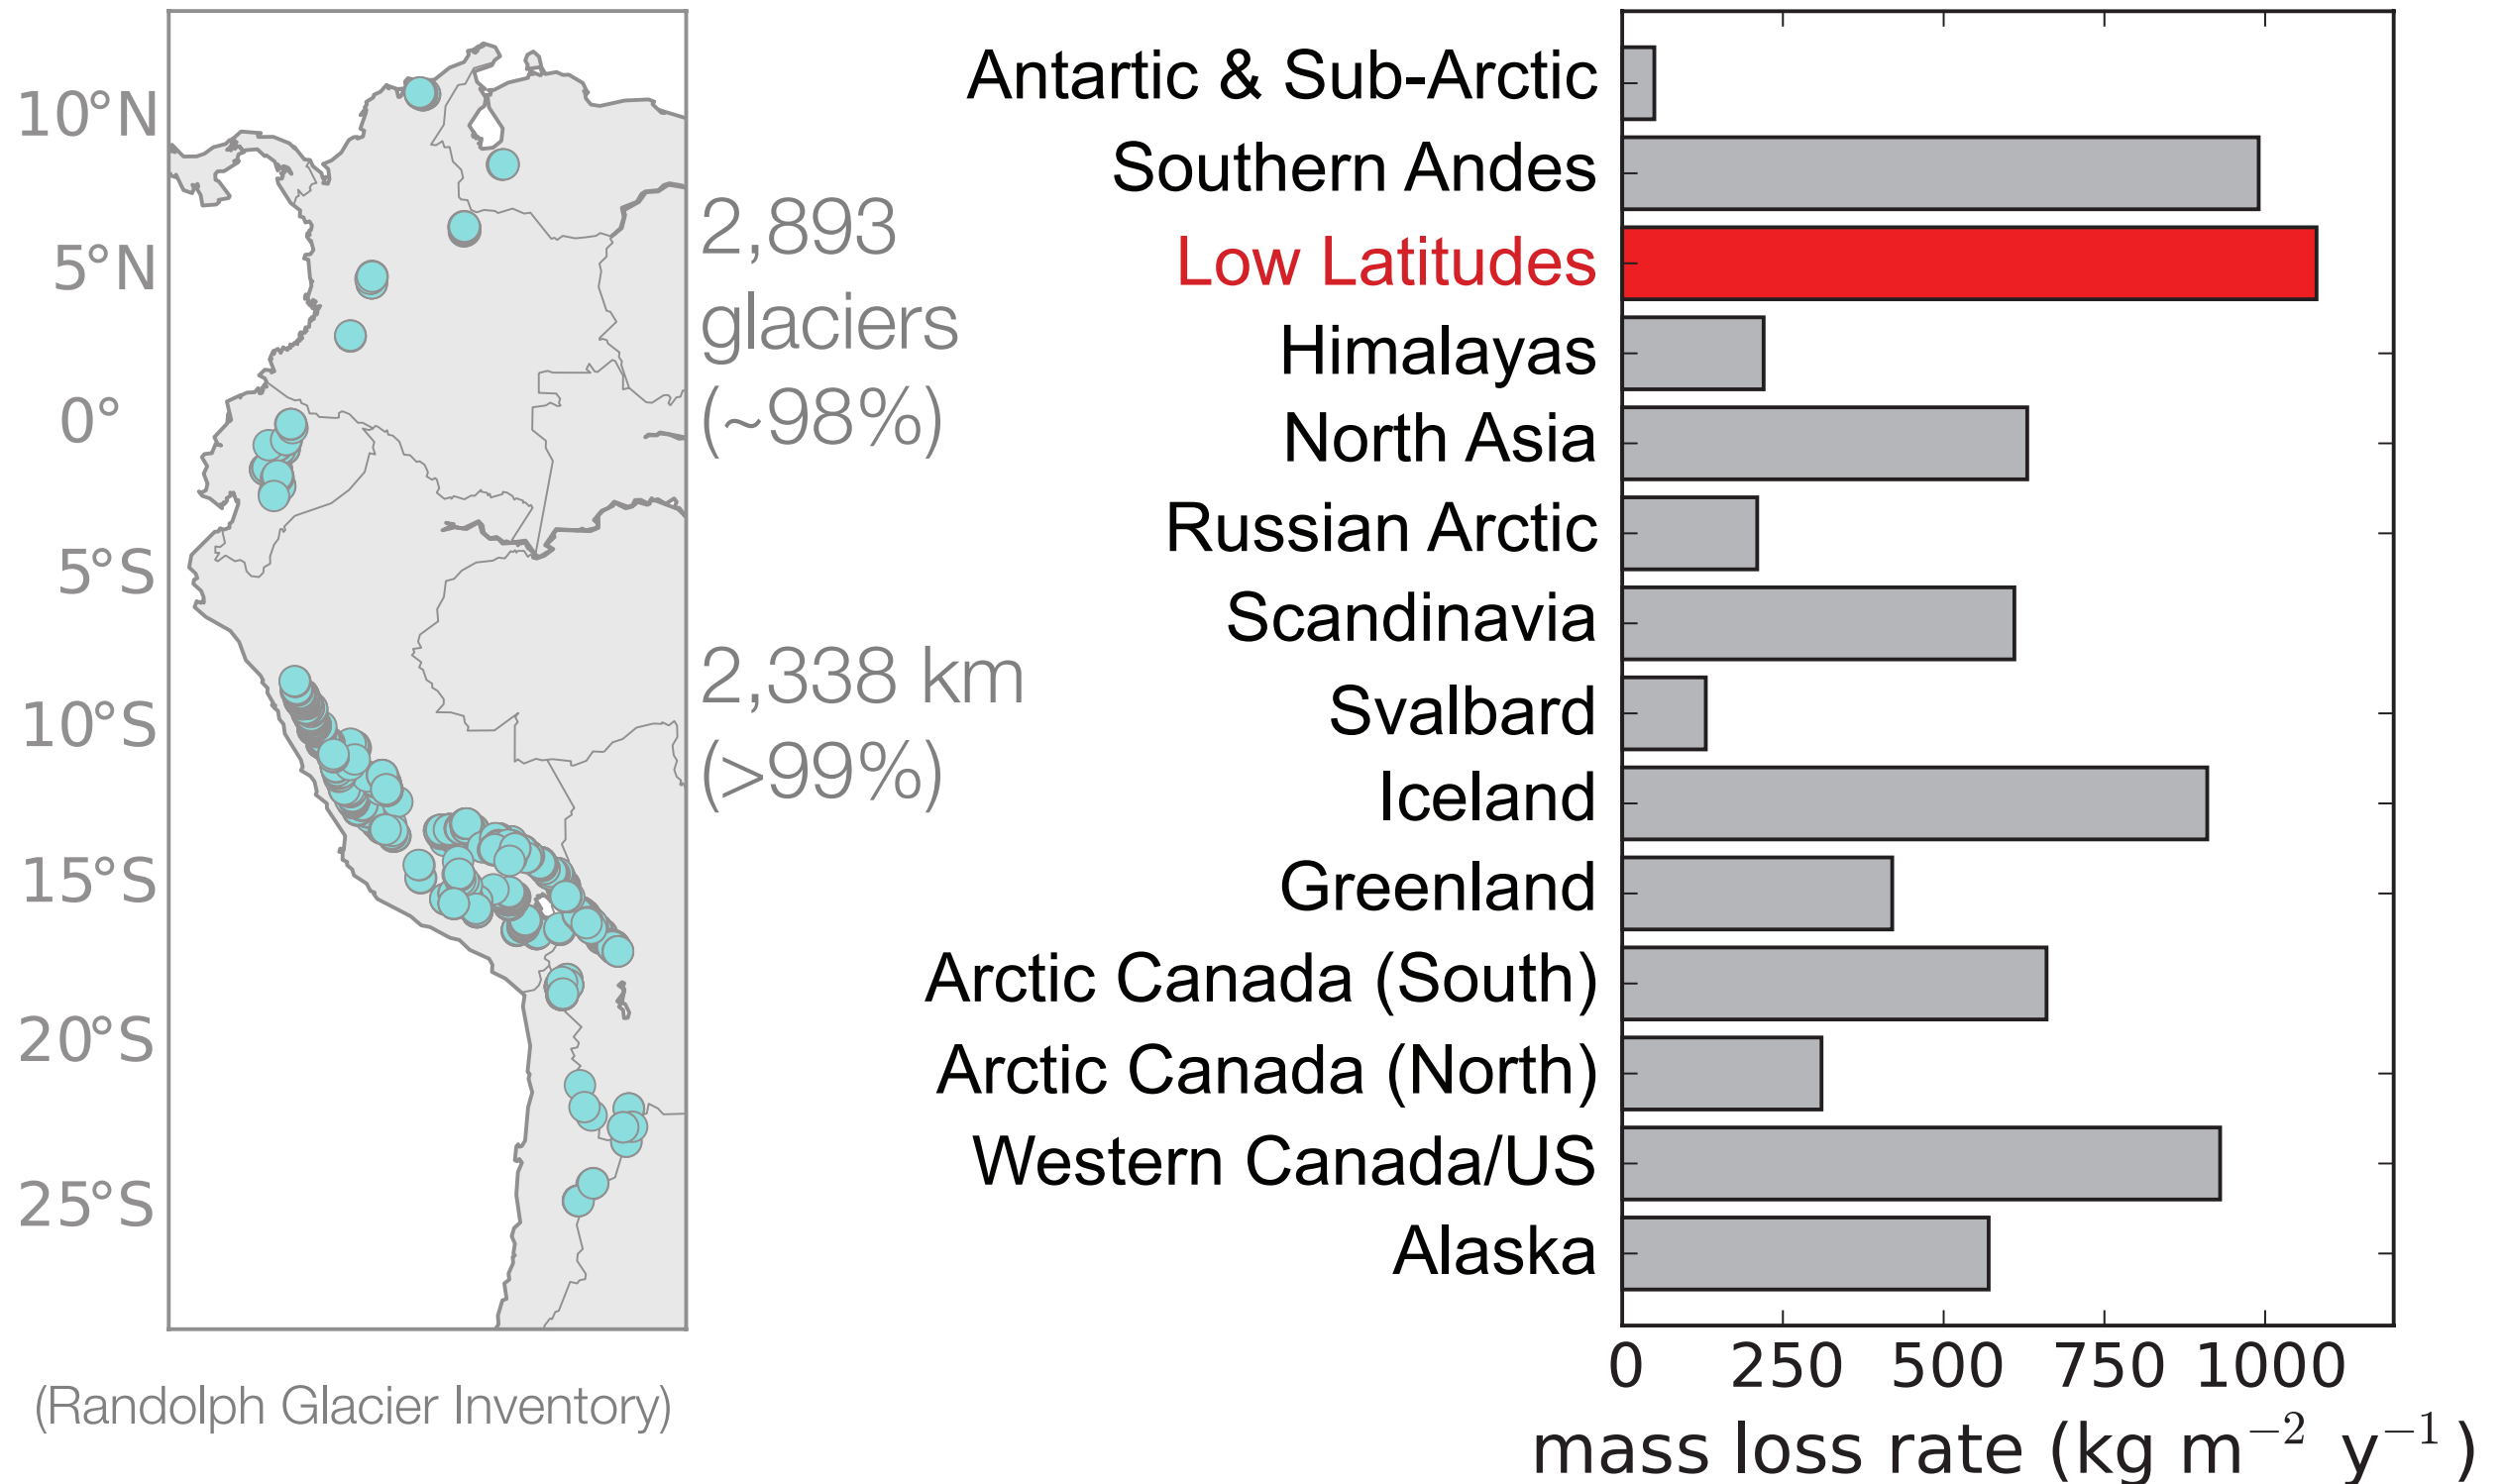 10°N
5°N
0°
5°S
10°S
15°S
20°S
25°S
2,893
glaciers
(~98%)
2,338 km
(>99%)
(Randolph Glacier Inventory)
Antartic & Sub-Arctic
Southern Andes
Low Latitudes
Himalayas
North Asia
Russian Arctic
Scandinavia
Svalbard
Iceland
Greenland
Arctic Canada (South)
Arctic Canada (North)
Western Canada/US
Alaska
0 250 500 750 1000
mass loss rate (kg m⁻² y⁻¹)